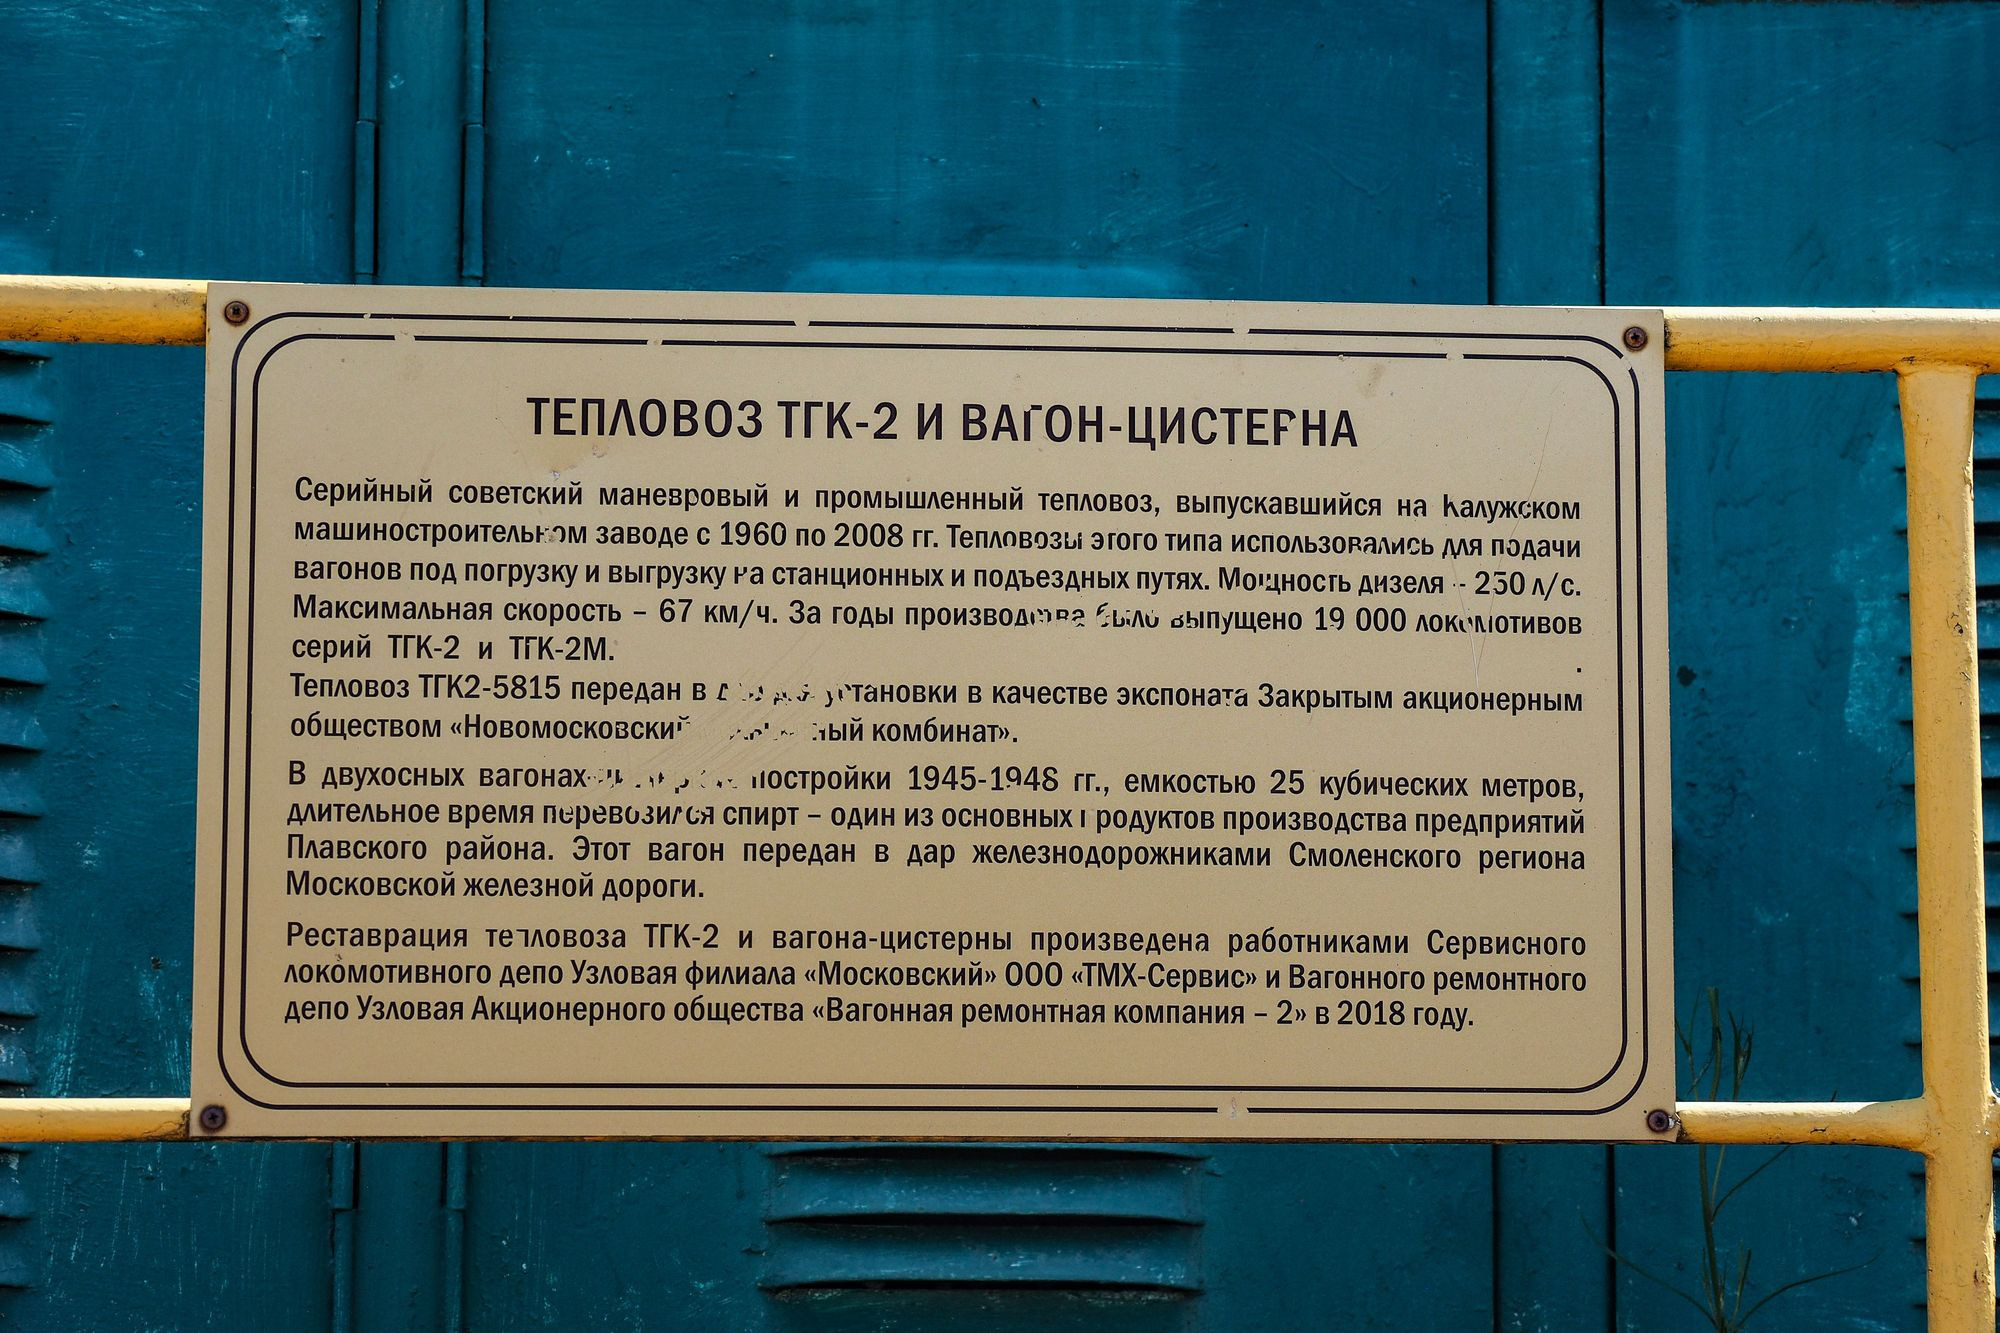 ТЕПЛОВОЗ ТГК-2 И ВАГОН-ЦИСТЕРНА
Серийный советский маневровый и промышленный тепловоз, выпускавшийся на Калужском
машиностроительном заводе с 1960 по 2008 гг. Тепловозы этого типа использовались для подачи
вагонов под погрузку и выгрузку на станционных и подъездных путях. Мощность дизеля – 250 л/с.
Максимальная скорость – 67 км/ч. За годы производства было выпущено 19 000 локомотивов
серий ТГК-2 и ТГК-2М.
Тепловоз ТГК2-5815 передан в для установки в качестве экспоната Закрытым акционерным
обществом «Новомосковский комбинат».
В двухосных вагонах-цистернах постройки 1945-1948 гг., емкостью 25 кубических метров,
длительное время перевозился спирт – один из основных продуктов производства предприятий
Плавского района. Этот вагон передан в дар железнодорожниками Смоленского региона
Московской железной дороги.
Реставрация тепловоза ТГК-2 и вагона-цистерны произведена работниками Сервисного
локомотивного депо Узловая филиала «Московский» ООО «ТМХ-Сервис» и Вагонного ремонтного
депо Узловая Акционерного общества «Вагонная ремонтная компания – 2» в 2018 году.